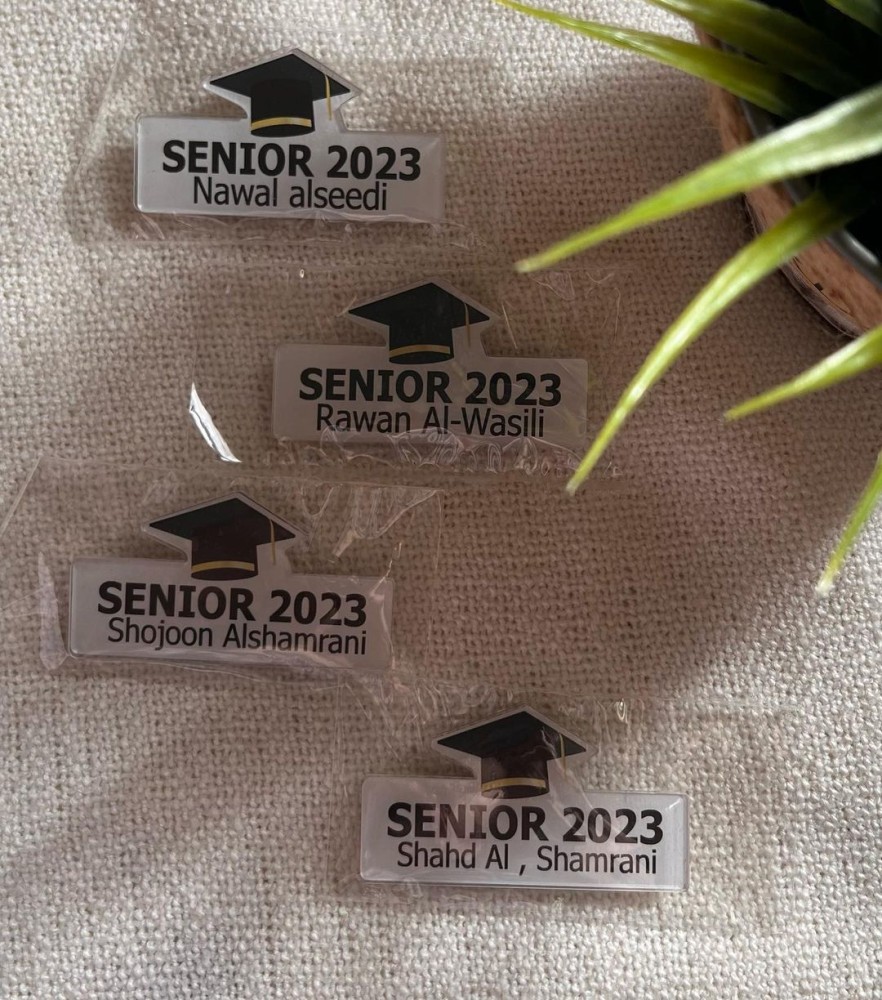 SENIOR 2023
Nawal alseedi
SENIOR 2023
Rawan Al-Wasili
SENIOR 2023
Shojoon Alshamrani
SENIOR 2023
Shahd Al , Shamrani